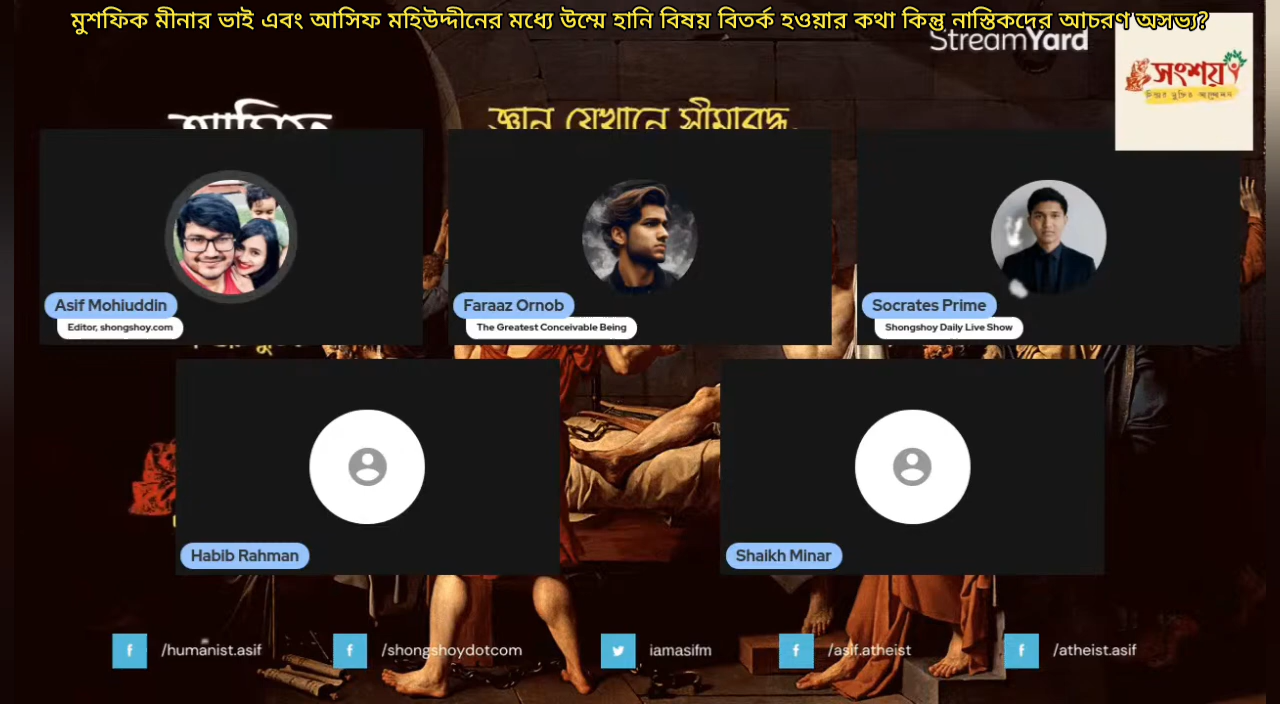 মুশফিক মীনার ভাই এবং আসিফ মহিউদ্দীনের মধ্যে উম্মে হানি বিষয় বিতর্ক হওয়ার কথা কিন্তু নাস্তিকদের আচরণ অসভ্য?
StreamYard
সংশয়
চিন্তার মুক্তির আন্দোলন
জ্ঞান যেখানে সীমাবদ্ধ,
Asif Mohiuddin
Editor, shongshoy.com
Faraaz Ornob
The Greatest Conceivable Being
Socrates Prime
Shongshoy Daily Live Show
Habib Rahman
Shaikh Minar
/humanist.asif
/shongshoydotcom
iamasifm
/asif.atheist
/atheist.asif